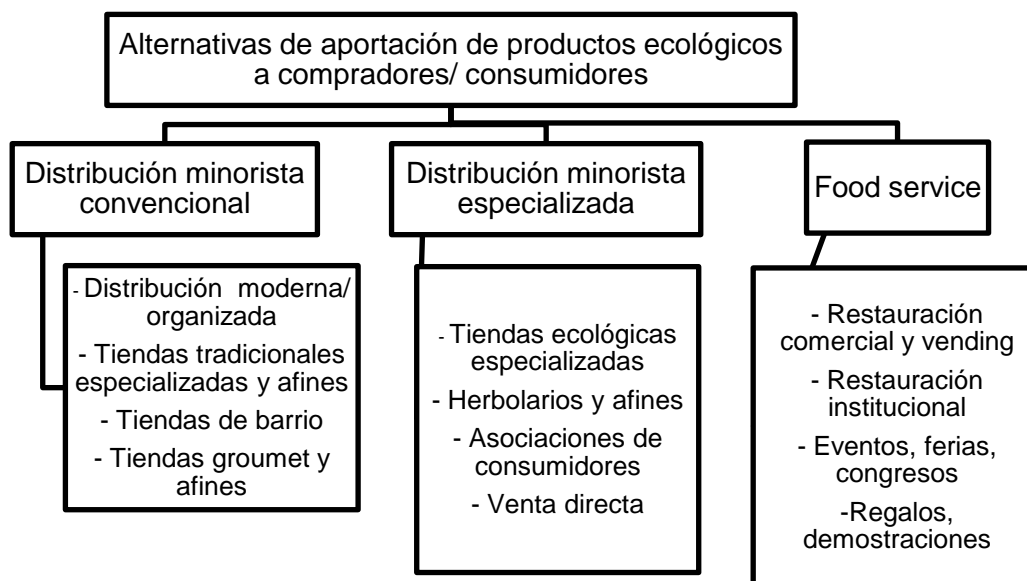 Alternativas de aportación de productos ecológicos
a compradores/ consumidores
Distribución minorista
convencional
- Distribución moderna/
organizada
- Tiendas tradicionales
especializadas y afines
- Tiendas de barrio
- Tiendas groumet y
afines
Distribución minorista
especializada
- Tiendas ecológicas
especializadas
- Herbolarios y afines
- Asociaciones de
consumidores
- Venta directa
Food service
- Restauración
comercial y vending
- Restauración
institucional
- Eventos, ferias,
congresos
-Regalos,
demostraciones